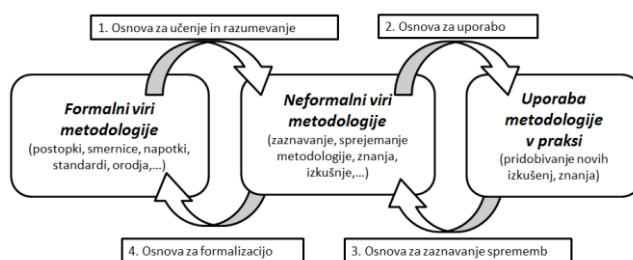 1. Osnova za učenje in razumevanje
2. Osnova za uporabo
Formalni viri
metodologije
(postopki, smernice, napotki,
standardi, orodja,...)
Neformalni viri
metodologije
(zaznavanje, sprejemanje
metodologije, znanja,
izkušnje,...)
Uporaba
metodologije
v praksi
(pridobivanje novih
izkušenj, znanja)
4. Osnova za formalizacijo
3. Osnova za zaznavanje sprememb